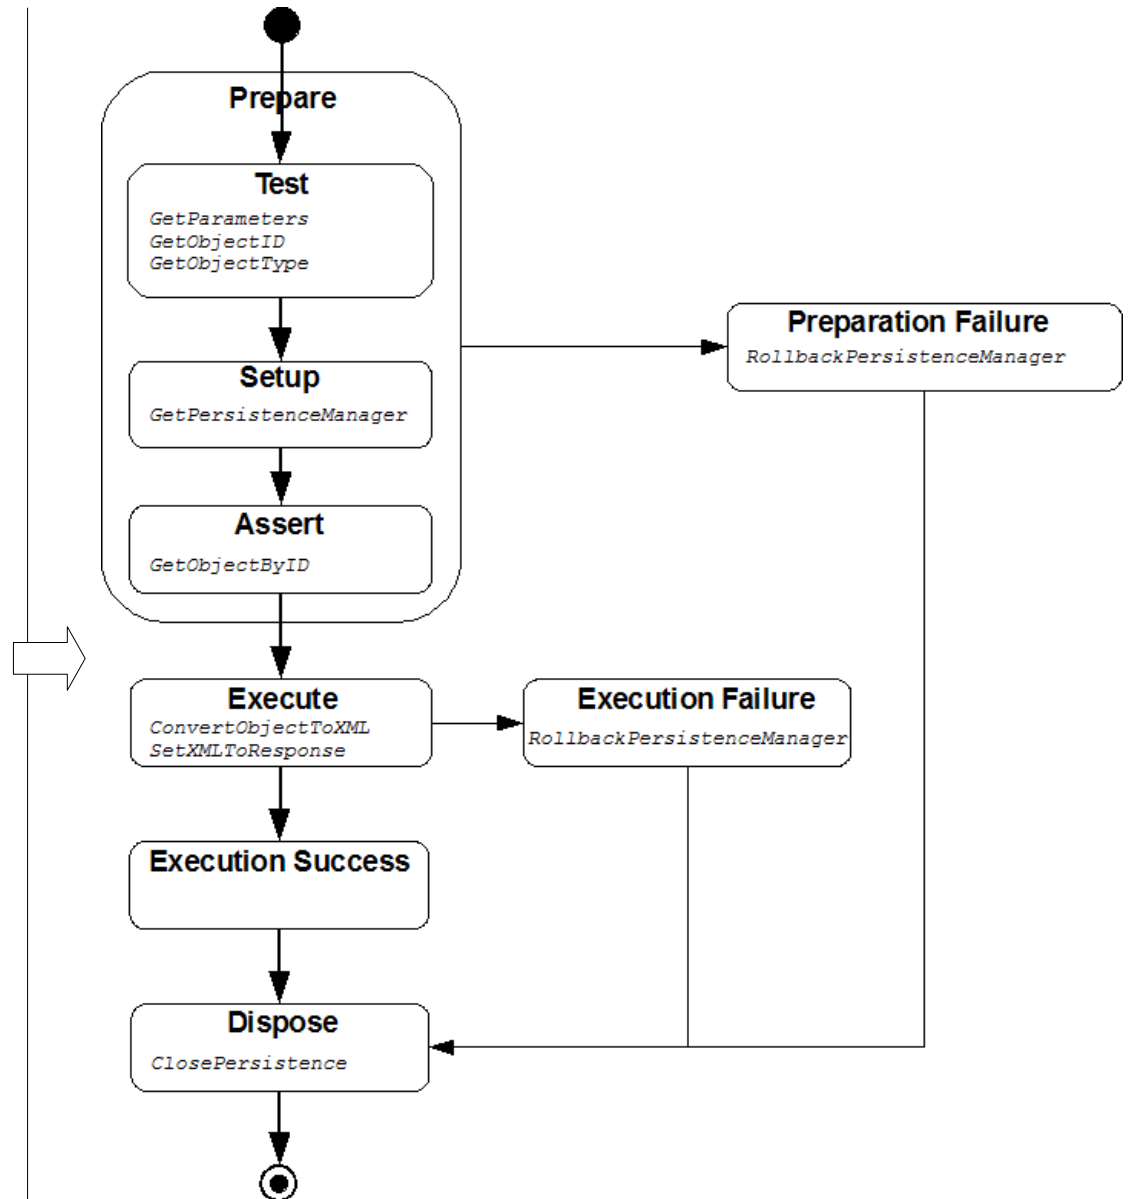 Prepare
Test
GetParameters
GetObjectID
GetObjectType
Setup
GetPersistenceManager
Assert
GetObjectByID
Preparation Failure
RollbackPersistenceManager
Execute
ConvertObjectToXML
SetXMLToResponse
Execution Failure
RollbackPersistenceManager
Execution Success
Dispose
ClosePersistence